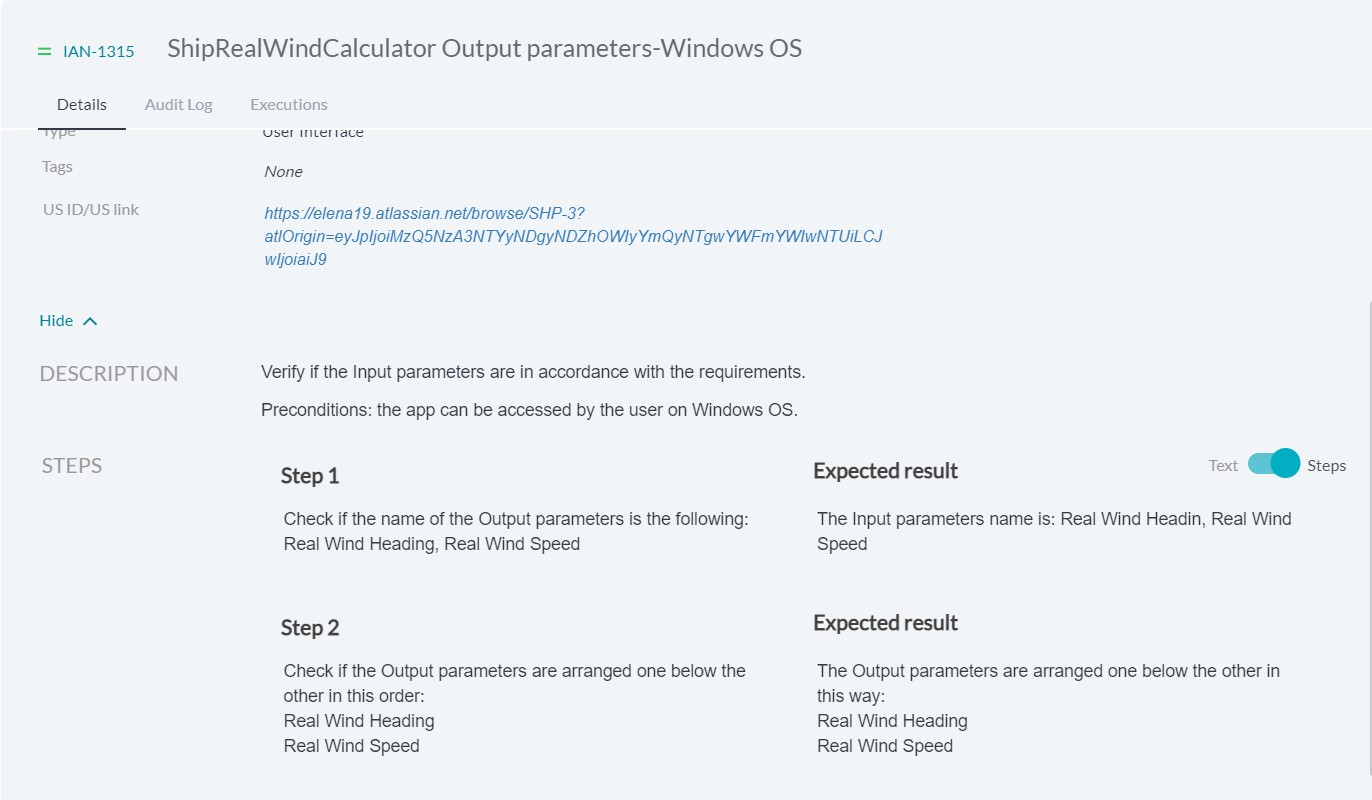 IAN-1315 ShipRealWindCalculator Output parameters-Windows OS
Details Audit Log Executions
Type User Interface
Tags None
US ID/US link https://elena19.atlassian.net/browse/SHP-3?
atlOrigin=eyJpIjoiMzQ5NzA3NTYyNDgyNDZhOWIyYmQyNTgwYWFmYWIwNTUiLCJ
wIjoiaiJ9
Hide
DESCRIPTION Verify if the Input parameters are in accordance with the requirements.
Preconditions: the app can be accessed by the user on Windows OS.
STEPS
Text Steps
Step 1
Check if the name of the Output parameters is the following:
Real Wind Heading, Real Wind Speed
Expected result
The Input parameters name is: Real Wind Headin, Real Wind
Speed
Step 2
Check if the Output parameters are arranged one below the
other in this order:
Real Wind Heading
Real Wind Speed
Expected result
The Output parameters are arranged one below the other in
this way:
Real Wind Heading
Real Wind Speed